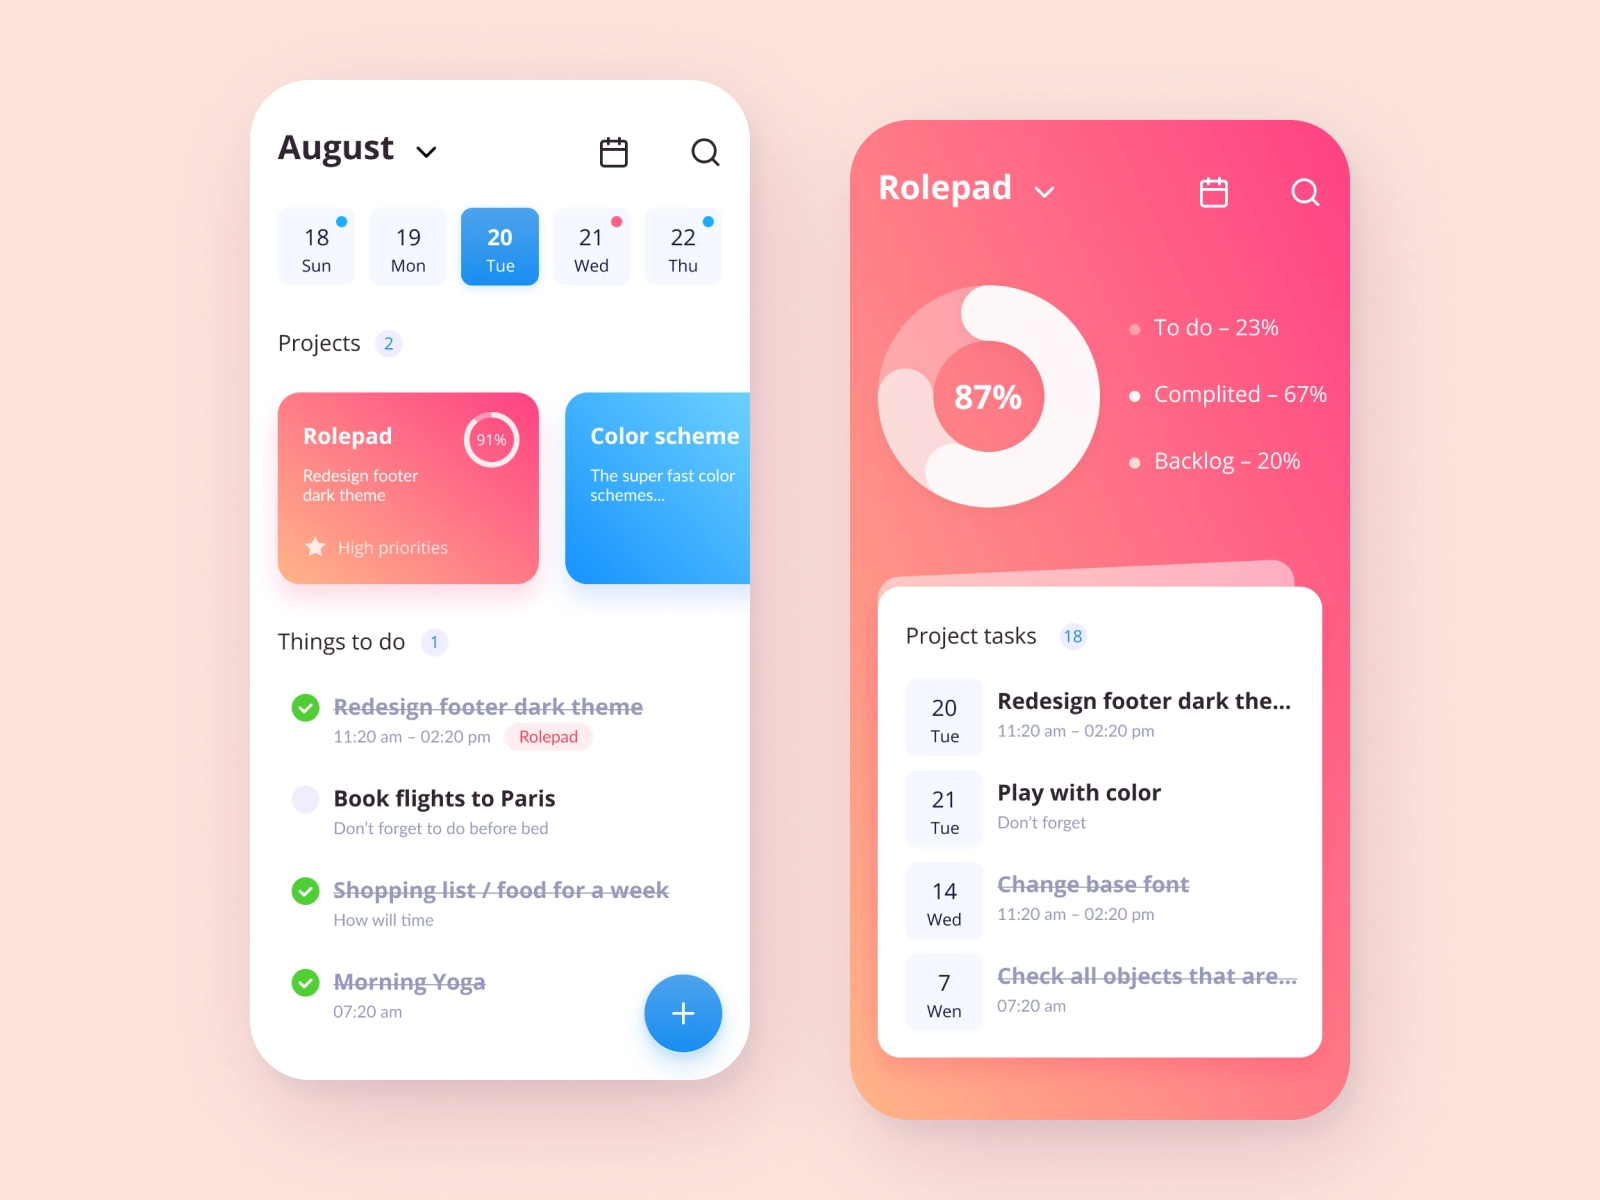 August
18
Sun
19
Mon
20
Tue
21
Wed
22
Thu
Projects 2
Rolepad
91%
Redesign footer
dark theme
High priorities
Color scheme
The super fast color
schemes...
Things to do 1
Redesign footer dark theme
11:20 am – 02:20 pm Rolepad
Book flights to Paris
Don't forget to do before bed
Shopping list / food for a week
How will time
Morning Yoga
07:20 am
Rolepad
87%
To do – 23%
Complited – 67%
Backlog – 20%
Project tasks 18
20
Tue
Redesign footer dark the...
11:20 am – 02:20 pm
21
Tue
Play with color
Don't forget
14
Wed
Change base font
11:20 am – 02:20 pm
7
Wen
Check all objects that are...
07:20 am